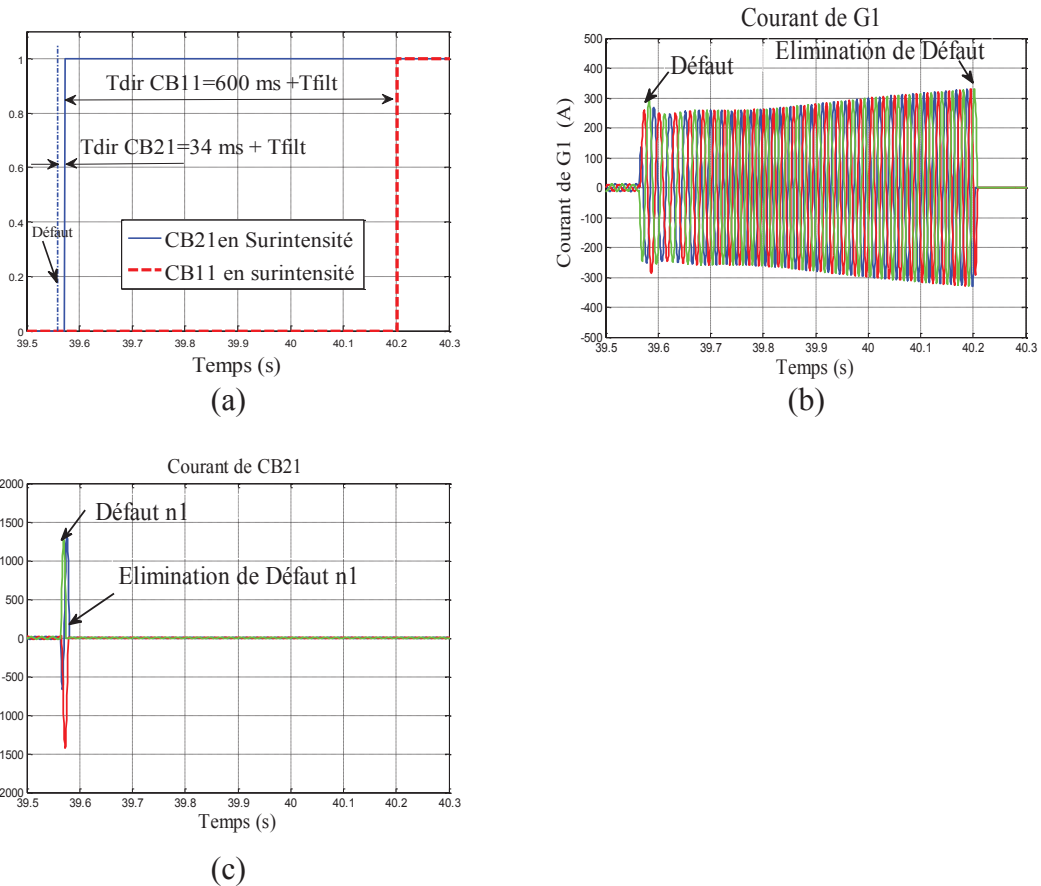 1
0.8
0.6
0.4
0.2
0
Tdir CB11=600 ms +Tfilt
Tdir CB21=34 ms + Tfilt
Défaut
CB21en Surintensité
CB11 en surintensité
39.5 39.6 39.7 39.8 39.9 40 40.1 40.2 40.3
Temps (s)
(a)
Courant de G1
500
400
300
200
100
0
-100
-200
-300
-400
-500
Courant de G1 (A)
Défaut
Elimination de Défaut
39.5 39.6 39.7 39.8 39.9 40 40.1 40.2 40.3
Temps (s)
(b)
Courant de CB21
2000
1500
1000
500
0
-500
1000
1500
2000
Défaut n1
Elimination de Défaut n1
39.5 39.6 39.7 39.8 39.9 40 40.1 40.2 40.3
Temps (s)
(c)